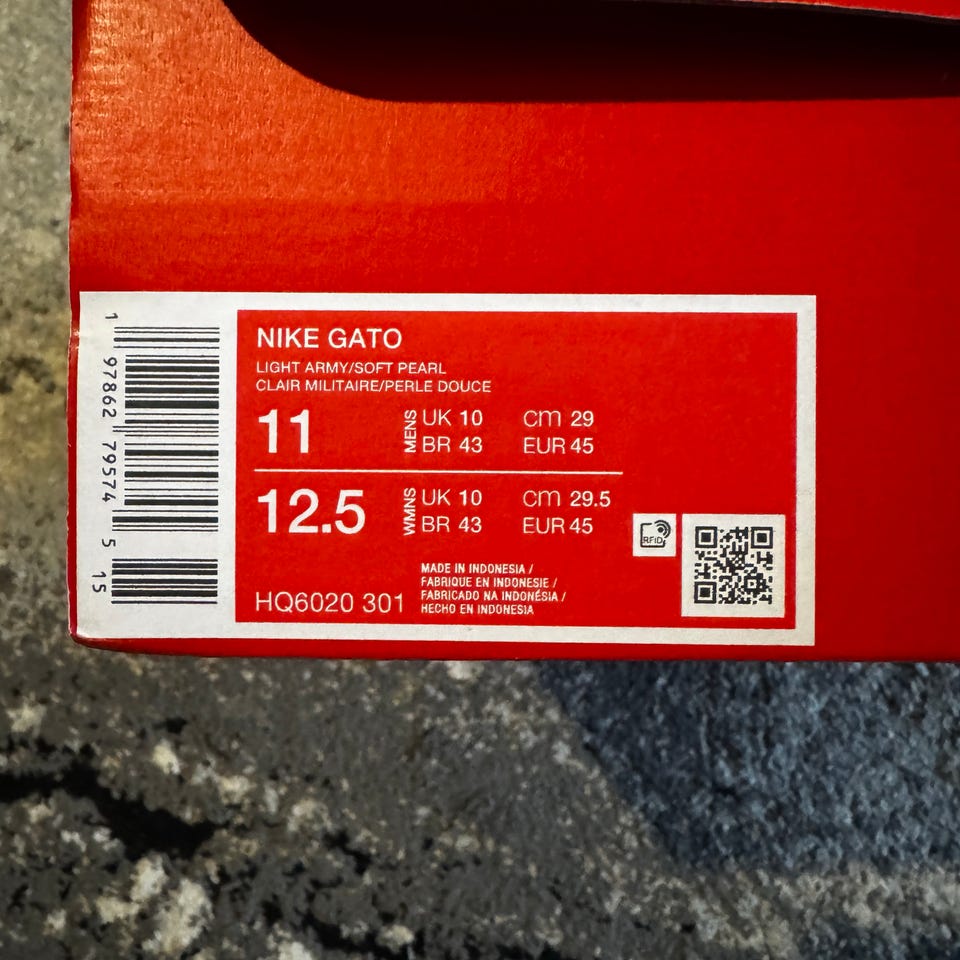 1 97862 79574 5 15
NIKE GATO
LIGHT ARMY/SOFT PEARL
CLAIR MILITAIRE/PERLE DOUCE
11 MENS UK 10 cm 29
BR 43 EUR 45
12.5 WMNS UK 10 cm 29.5
BR 43 EUR 45
RFID
MADE IN INDONESIA /
FABRIQUE EN INDONESIE /
FABRICADO NA INDONÉSIA /
HECHO EN INDONESIA
HQ6020 301